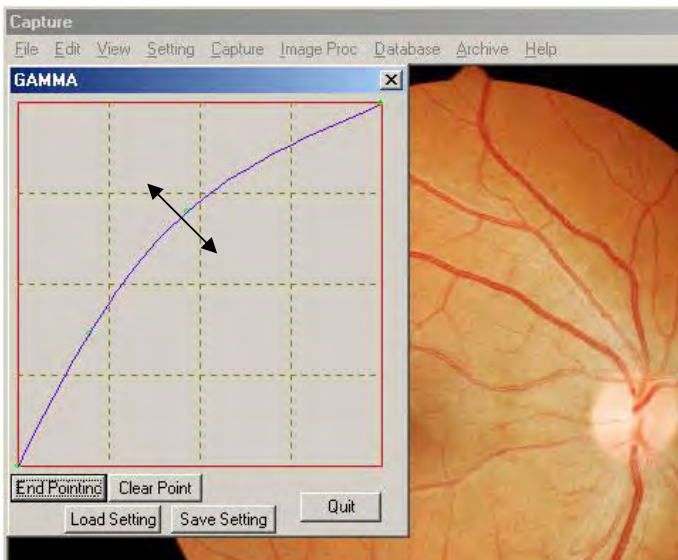 Capture
File Edit View Setting Capture Image Proc Database Archive Help
GAMMA
End Pointing Clear Point
Load Setting Save Setting Quit